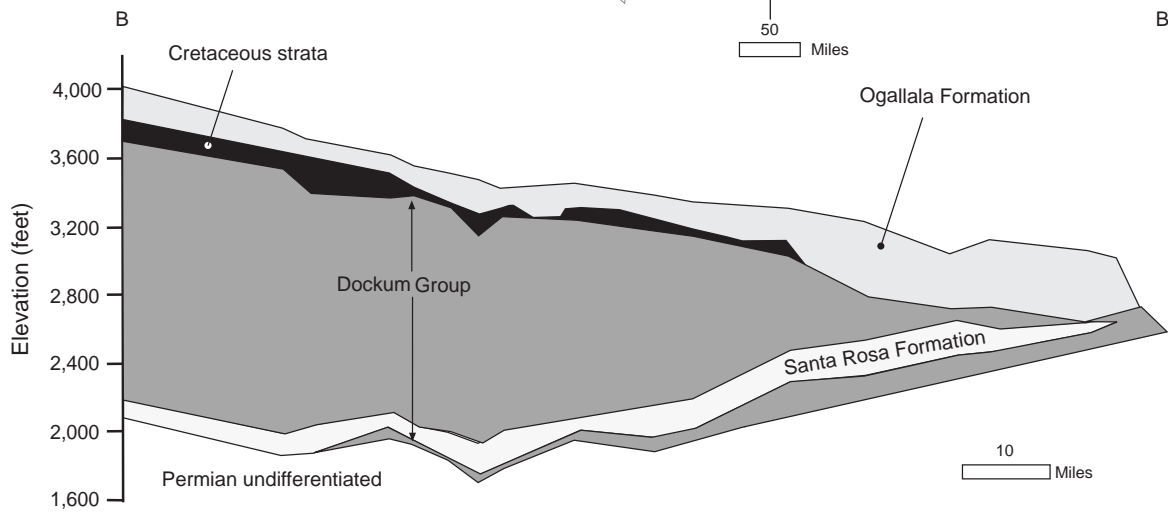 B
B
50
Miles
Cretaceous strata
Ogallala Formation
4,000
3,600
3,200
2,800
2,400
2,000
1,600
Elevation (feet)
Dockum Group
Santa Rosa Formation
Permian undifferentiated
10
Miles